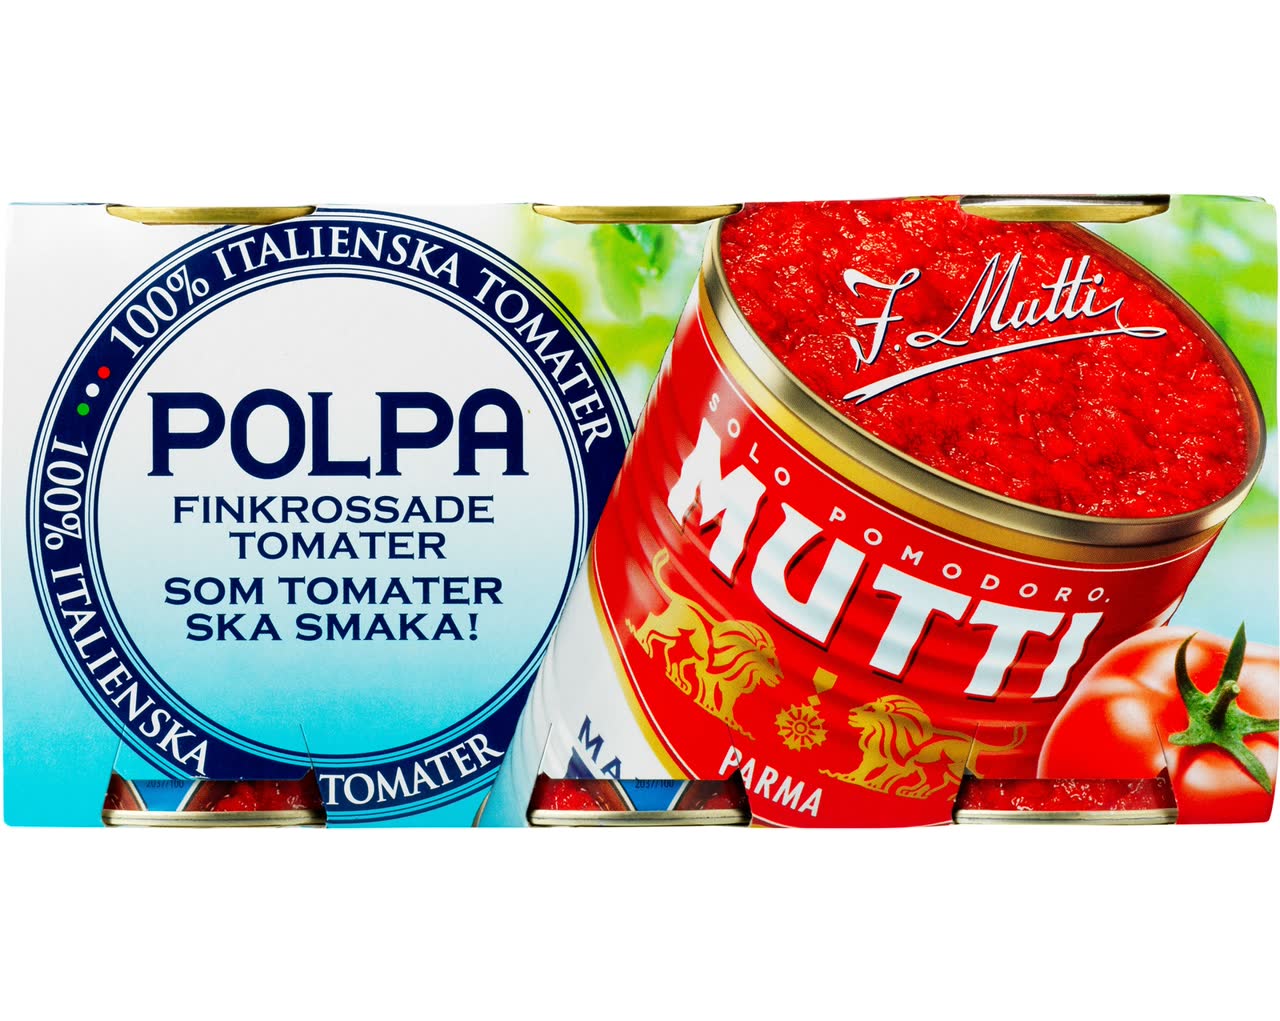 100% ITALIENSKA TOMATER
100% ITALIENSKA TOMATER
POLPA
FINKROSSADE
TOMATER
SOM TOMATER
SKA SMAKA!
F. Mutti
SOLO POMODORO.
MUTTI
PARMA